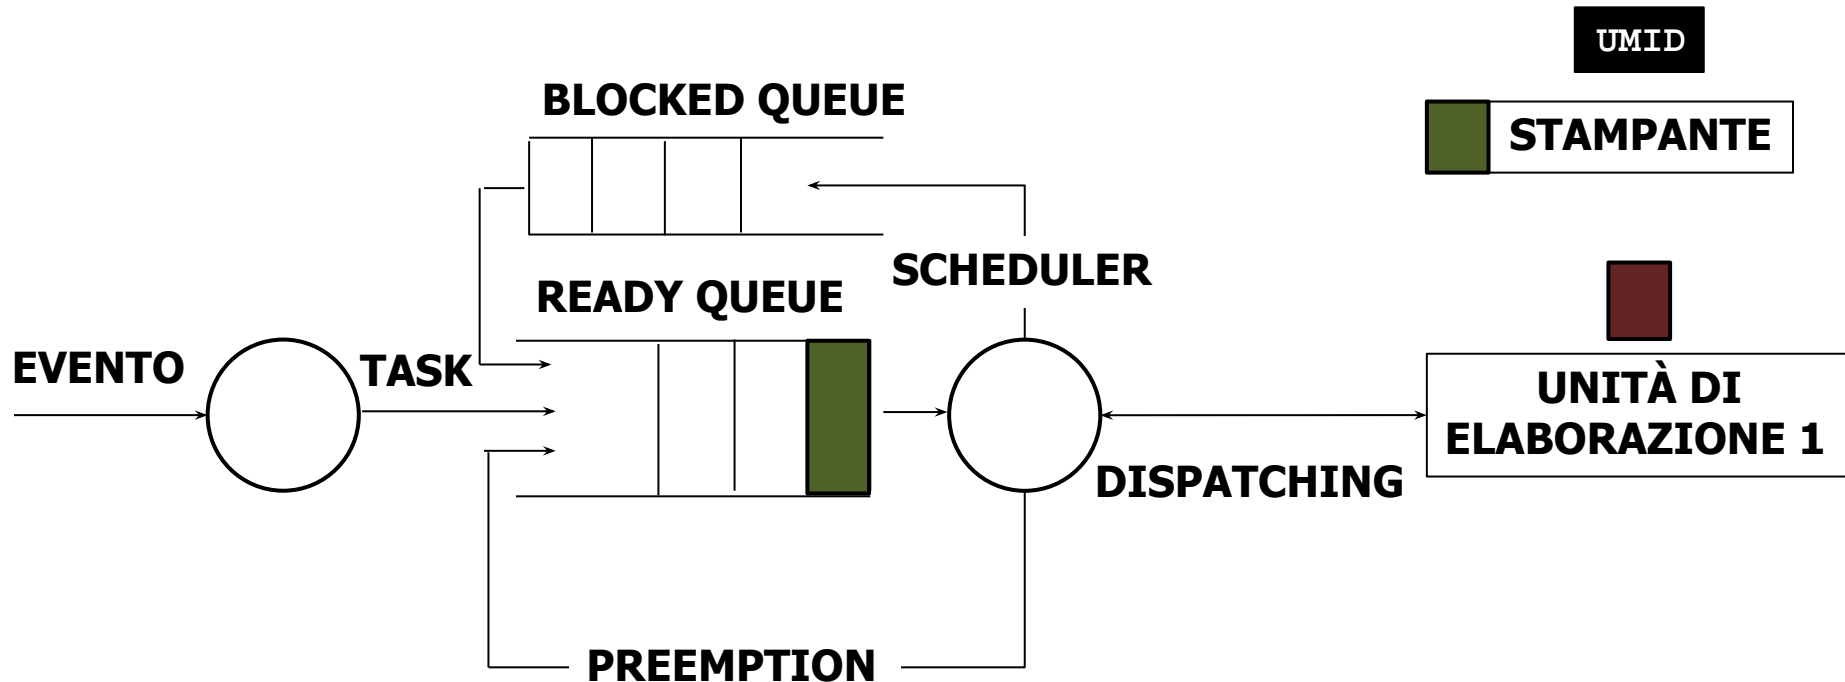 UMID
BLOCKED QUEUE
STAMPANTE
SCHEDULER
READY QUEUE
EVENTO
TASK
UNITÀ DI
ELABORAZIONE 1
DISPATCHING
PREEMPTION